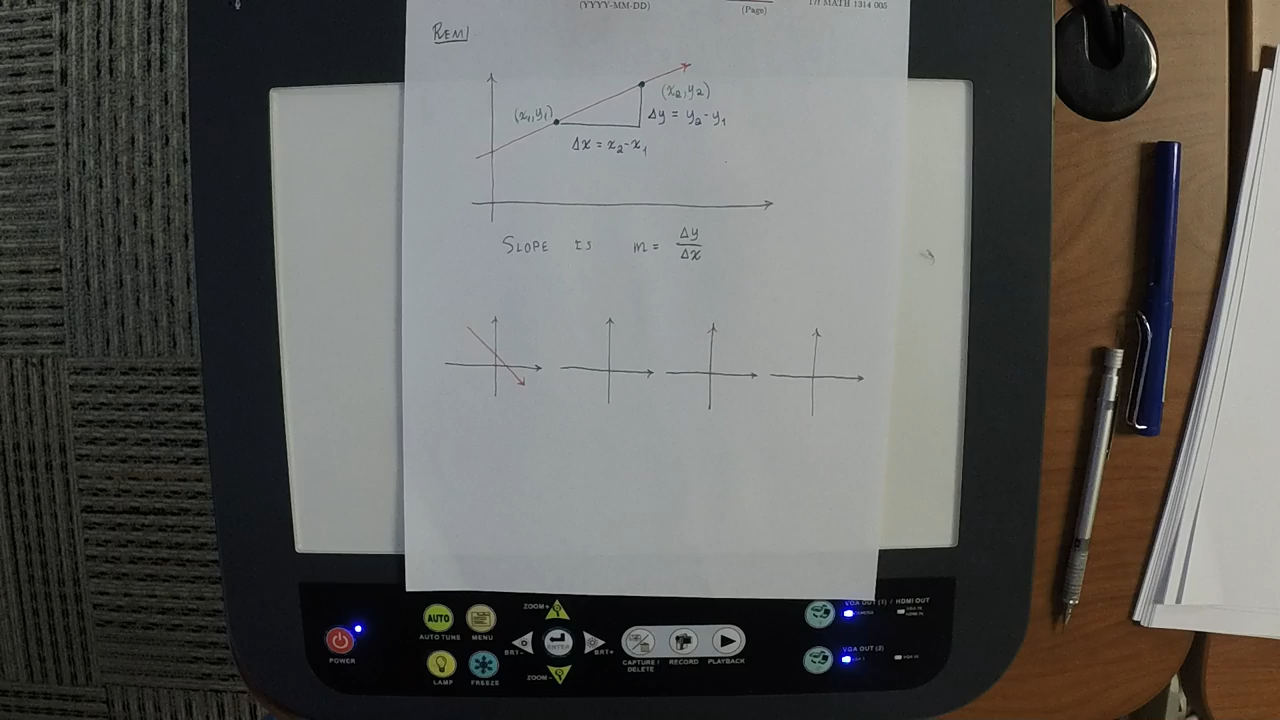 (YYYY-MM-DD)
(Page)
TTh MATH 1314 005
REM
(x₁,y₁)
(x₂,y₂)
Δy = y₂-y₁
Δx = x₂-x₁
SLOPE IS m = Δy/Δx
ZOOM+
AUTO
AUTO TUNE
MENU
BRT-
ENTER
BRT+
CAPTURE / DELETE
RECORD
PLAYBACK
POWER
LAMP
FREEZE
ZOOM-
VGA OUT (1) / HDMI OUT
VGA OUT (2)